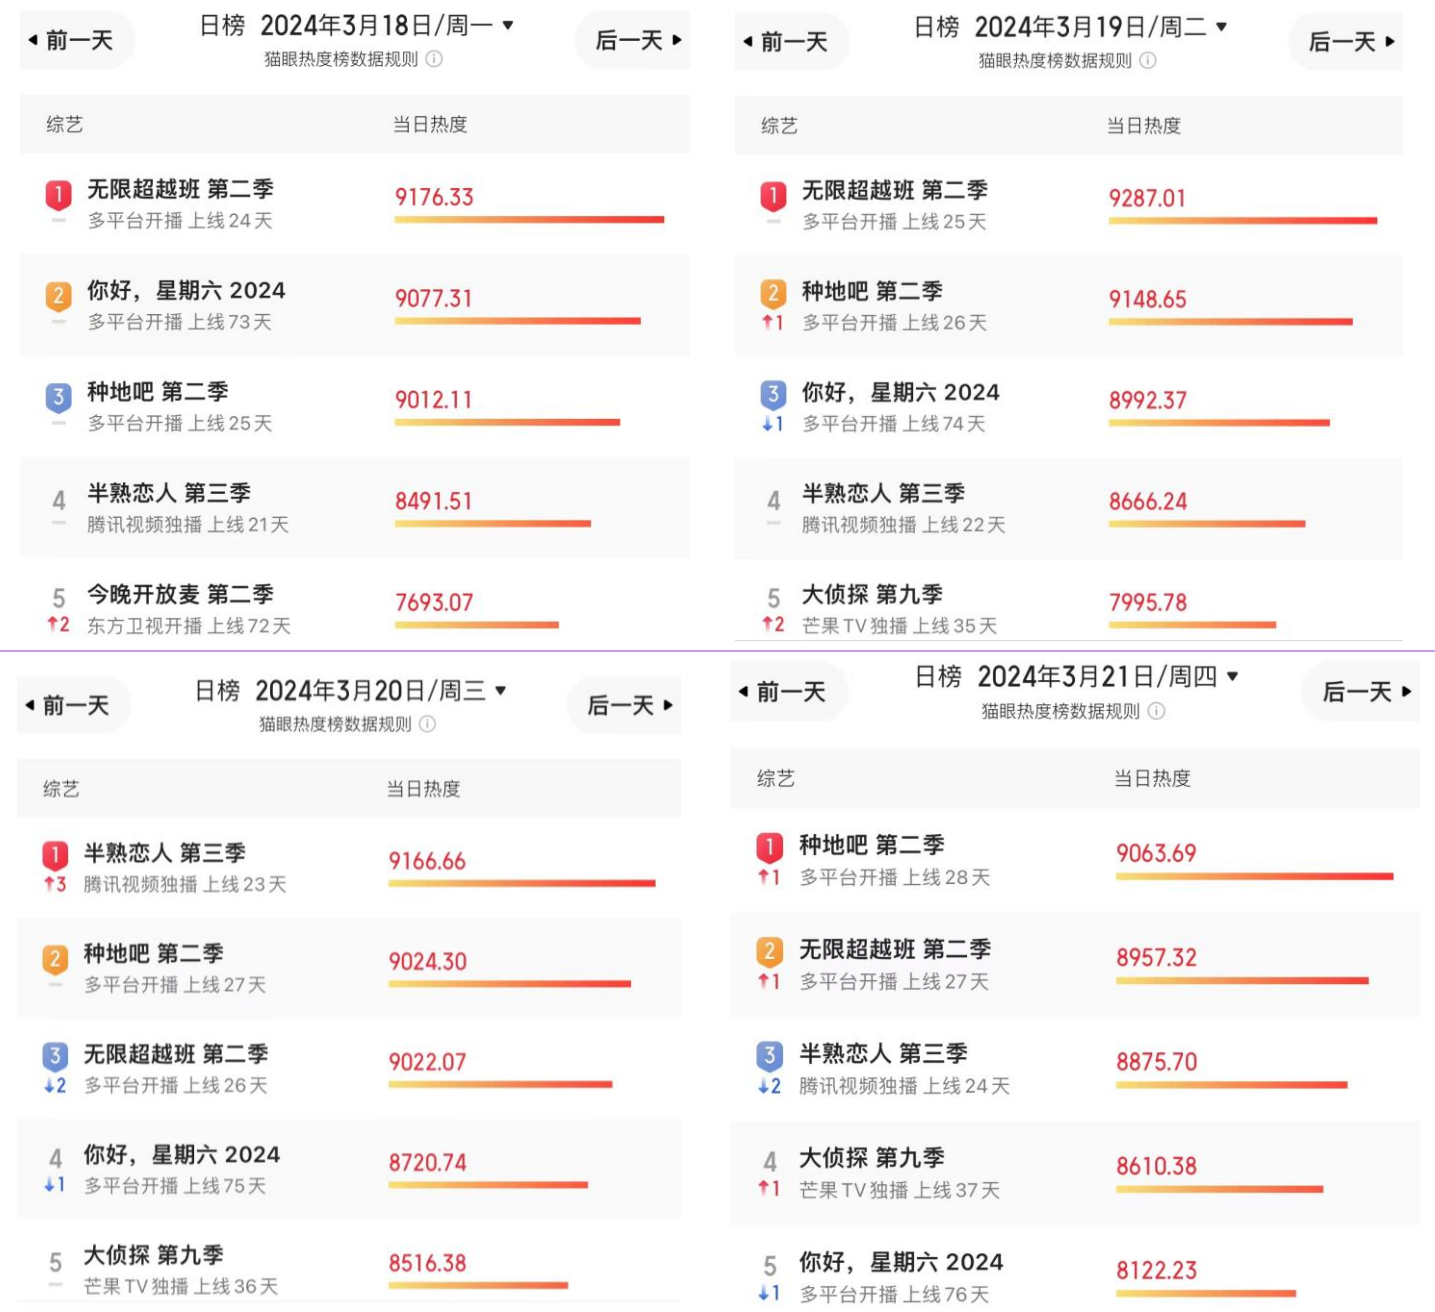 前一天
日榜 2024年3月18日/周一
后一天
猫眼热度榜数据规则
综艺 当日热度
1 无限超越班 第二季 9176.33
多平台开播 上线24天
2 你好，星期六 2024 9077.31
多平台开播 上线73天
3 种地吧 第二季 9012.11
多平台开播 上线25天
4 半熟恋人 第三季 8491.51
腾讯视频独播 上线21天
5 今晚开放麦 第二季 7693.07
↑2 东方卫视开播 上线72天
前一天
日榜 2024年3月19日/周二
后一天
猫眼热度榜数据规则
综艺 当日热度
1 无限超越班 第二季 9287.01
多平台开播 上线25天
2 种地吧 第二季 9148.65
↑1 多平台开播 上线26天
3 你好，星期六 2024 8992.37
↓1 多平台开播 上线74天
4 半熟恋人 第三季 8666.24
腾讯视频独播 上线22天
5 大侦探 第九季 7995.78
↑2 芒果TV独播 上线35天
前一天
日榜 2024年3月20日/周三
后一天
猫眼热度榜数据规则
综艺 当日热度
1 半熟恋人 第三季 9166.66
↑3 腾讯视频独播 上线23天
2 种地吧 第二季 9024.30
多平台开播 上线27天
3 无限超越班 第二季 9022.07
↓2 多平台开播 上线26天
4 你好，星期六 2024 8720.74
↓1 多平台开播 上线75天
5 大侦探 第九季 8516.38
芒果TV独播 上线36天
前一天
日榜 2024年3月21日/周四
后一天
猫眼热度榜数据规则
综艺 当日热度
1 种地吧 第二季 9063.69
↑1 多平台开播 上线28天
2 无限超越班 第二季 8957.32
↑1 多平台开播 上线27天
3 半熟恋人 第三季 8875.70
↓2 腾讯视频独播 上线24天
4 大侦探 第九季 8610.38
↑1 芒果TV独播 上线37天
5 你好，星期六 2024 8122.23
↓1 多平台开播 上线76天